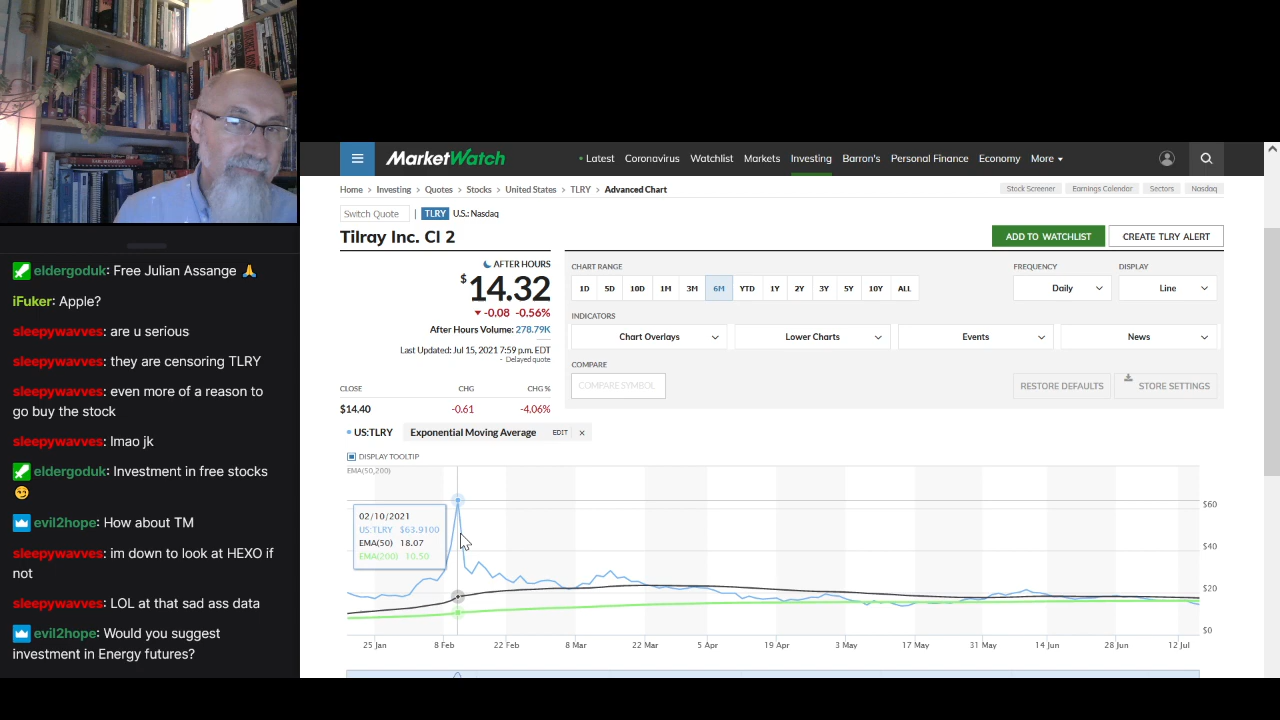 eldergoduk: Free Julian Assange 🙏
iFuker: Apple?
sleepywavves: are u serious
sleepywavves: they are censoring TLRY
sleepywavves: even more of a reason to
go buy the stock
sleepywavves: lmao jk
eldergoduk: Investment in free stocks
😏
evil2hope: How about TM
sleepywavves: im down to look at HEXO if
not
sleepywavves: LOL at that sad ass data
evil2hope: Would you suggest
investment in Energy futures?
MarketWatch
Latest Coronavirus Watchlist Markets Investing Barron's Personal Finance Economy More
Home > Investing > Quotes > Stocks > United States > TLRY > Advanced Chart
Stock Screener Earnings Calendar Sectors Nasdaq
Switch Quote | TLRY U.S.: Nasdaq
Tilray Inc. Cl 2
ADD TO WATCHLIST CREATE TLRY ALERT
AFTER HOURS
$14.32
-0.08 -0.56%
After Hours Volume: 278.79K
Last Updated: Jul 15, 2021 7:59 p.m. EDT
- Delayed quote
CLOSE CHG CHG %
$14.40 -0.61 -4.06%
CHART RANGE
1D 5D 10D 1M 3M 6M YTD 1Y 2Y 3Y 5Y 10Y ALL
FREQUENCY
Daily
DISPLAY
Line
INDICATORS
Chart Overlays Lower Charts Events News
COMPARE
COMPARE SYMBOL
RESTORE DEFAULTS STORE SETTINGS
US:TLRY Exponential Moving Average EDIT x
DISPLAY TOOLTIP
EMA(50,200)
02/10/2021
US:TLRY $63.9100
EMA(50) 18.07
EMA(200) 10.50
$60
$40
$20
$0
25 Jan 8 Feb 22 Feb 8 Mar 22 Mar 5 Apr 19 Apr 3 May 17 May 31 May 14 Jun 28 Jun 12 Jul